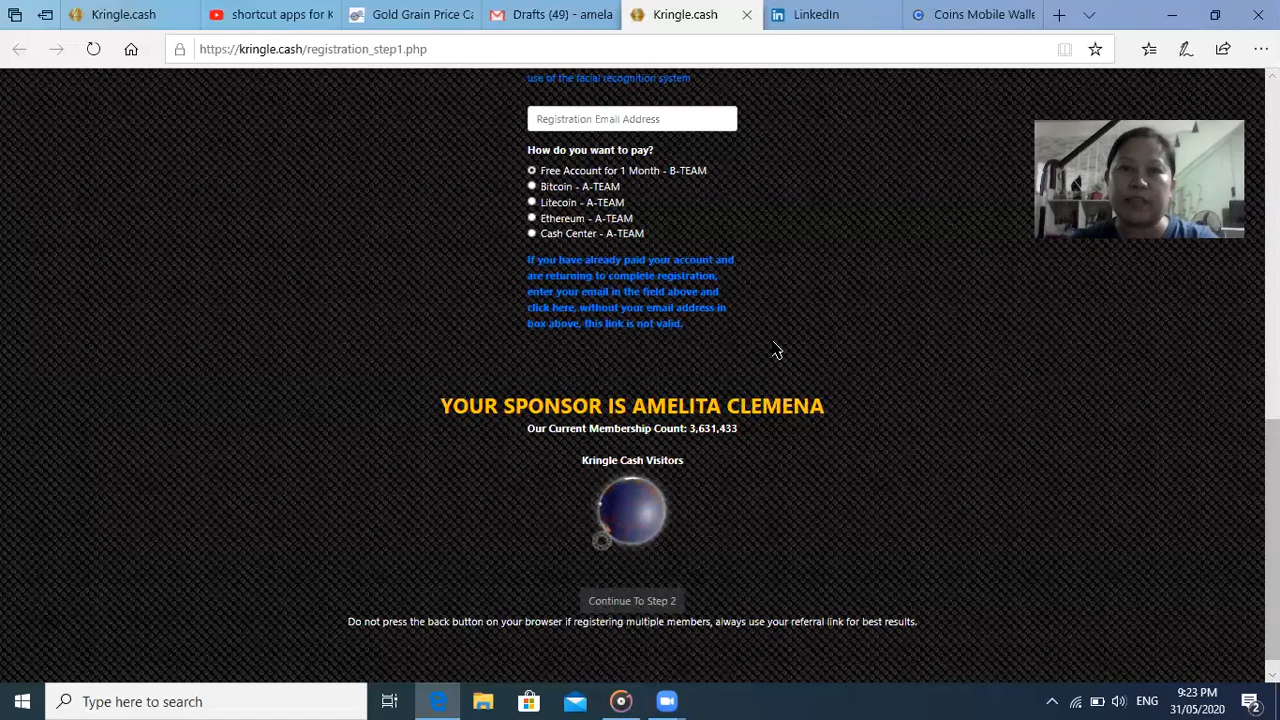 Kringle.cash
shortcut apps for K
Gold Grain Price Ca
Drafts (49) - amela
Kringle.cash
LinkedIn
Coins Mobile Walle
https://kringle.cash/registration_step1.php
use of the facial recognition system
Registration Email Address
How do you want to pay?
Free Account for 1 Month - B-TEAM
Bitcoin - A-TEAM
Litecoin - A-TEAM
Ethereum - A-TEAM
Cash Center - A-TEAM
If you have already paid your account and
are returning to complete registration,
enter your email in the field above and
click here, without your email address in
box above, this link is not valid.
YOUR SPONSOR IS AMELITA CLEMENA
Our Current Membership Count: 3,631,433
Kringle Cash Visitors
Continue To Step 2
Do not press the back button on your browser if registering multiple members, always use your referral link for best results.
Type here to search
ENG
9:23 PM
31/05/2020
2